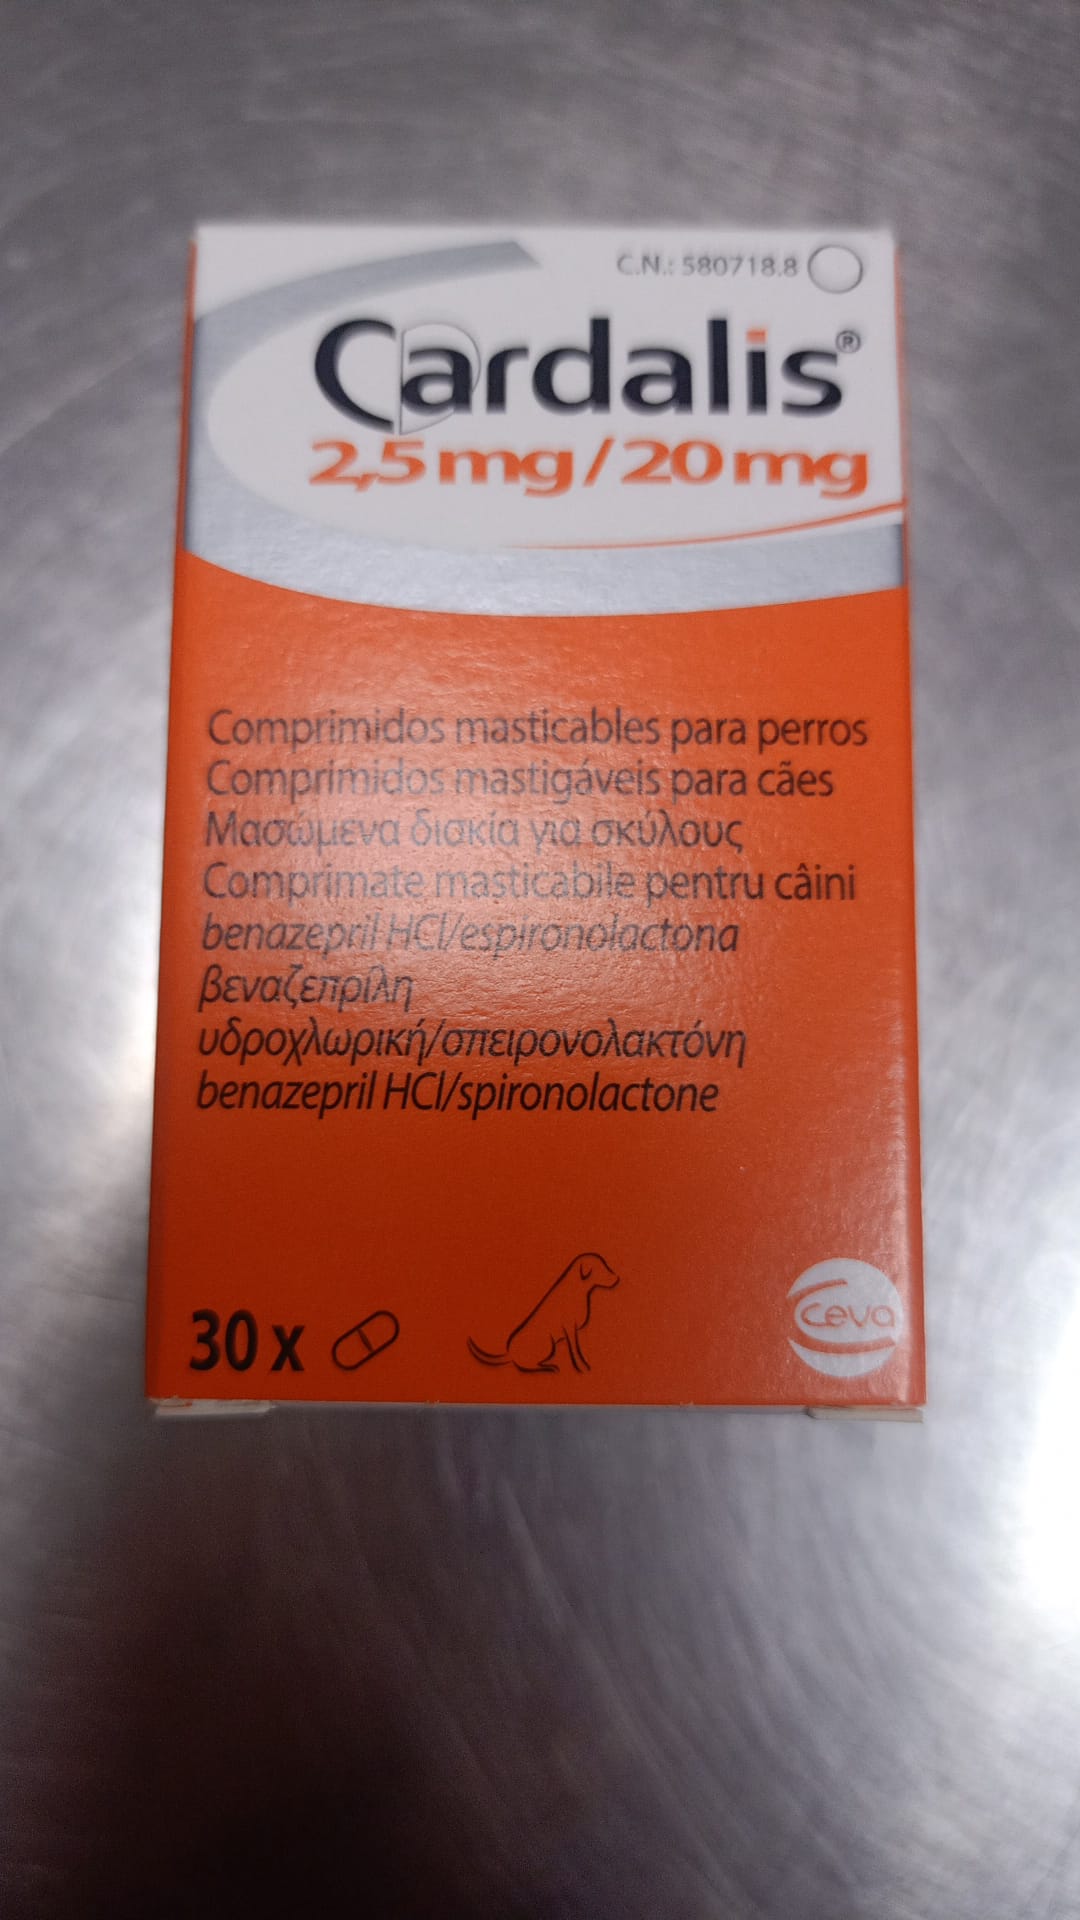 C.N.: 580718.8
Cardalis®
2,5 mg / 20 mg
Comprimidos masticables para perros
Comprimidos mastigáveis para cães
Μασώμενα δισκία για σκύλους
Comprimate masticabile pentru câini
benazepril HCl/espironolactona
βεναζεπρίλη
υδροχλωρική/σπειρονολακτόνη
benazepril HCl/spironolactone
30 x
ceva